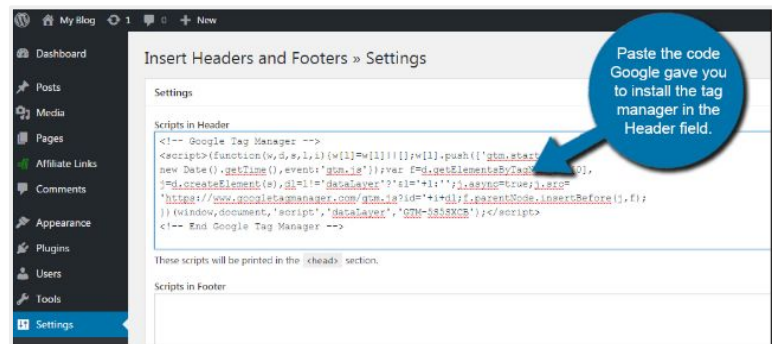 My Blog 1 0 + New
Dashboard
Posts
Media
Pages
Affiliate Links
Comments
Appearance
Plugins
Users
Tools
Settings
Insert Headers and Footers » Settings
Settings
Scripts in Header
<!-- Google Tag Manager -->
<script>(function(w,d,s,l,i){w[l]=w[l]||[];w[l].push({'gtm.start
new Date().getTime(),event:'gtm.js'});var f=d.getElementsByTagN
j=d.createElement(s),dl=l!='dataLayer'?'&l='+l:'';j.async=true;j.src=
'https://www.googletagmanager.com/gtm.js?id='+i+dl;f.parentNode.insertBefore(j,f);
})(window,document,'script','dataLayer','GTM-585SXCB');</script>
<!-- End Google Tag Manager -->
These scripts will be printed in the <head> section.
Scripts in Footer
Paste the code
Google gave you
to install the tag
manager in the
Header field.